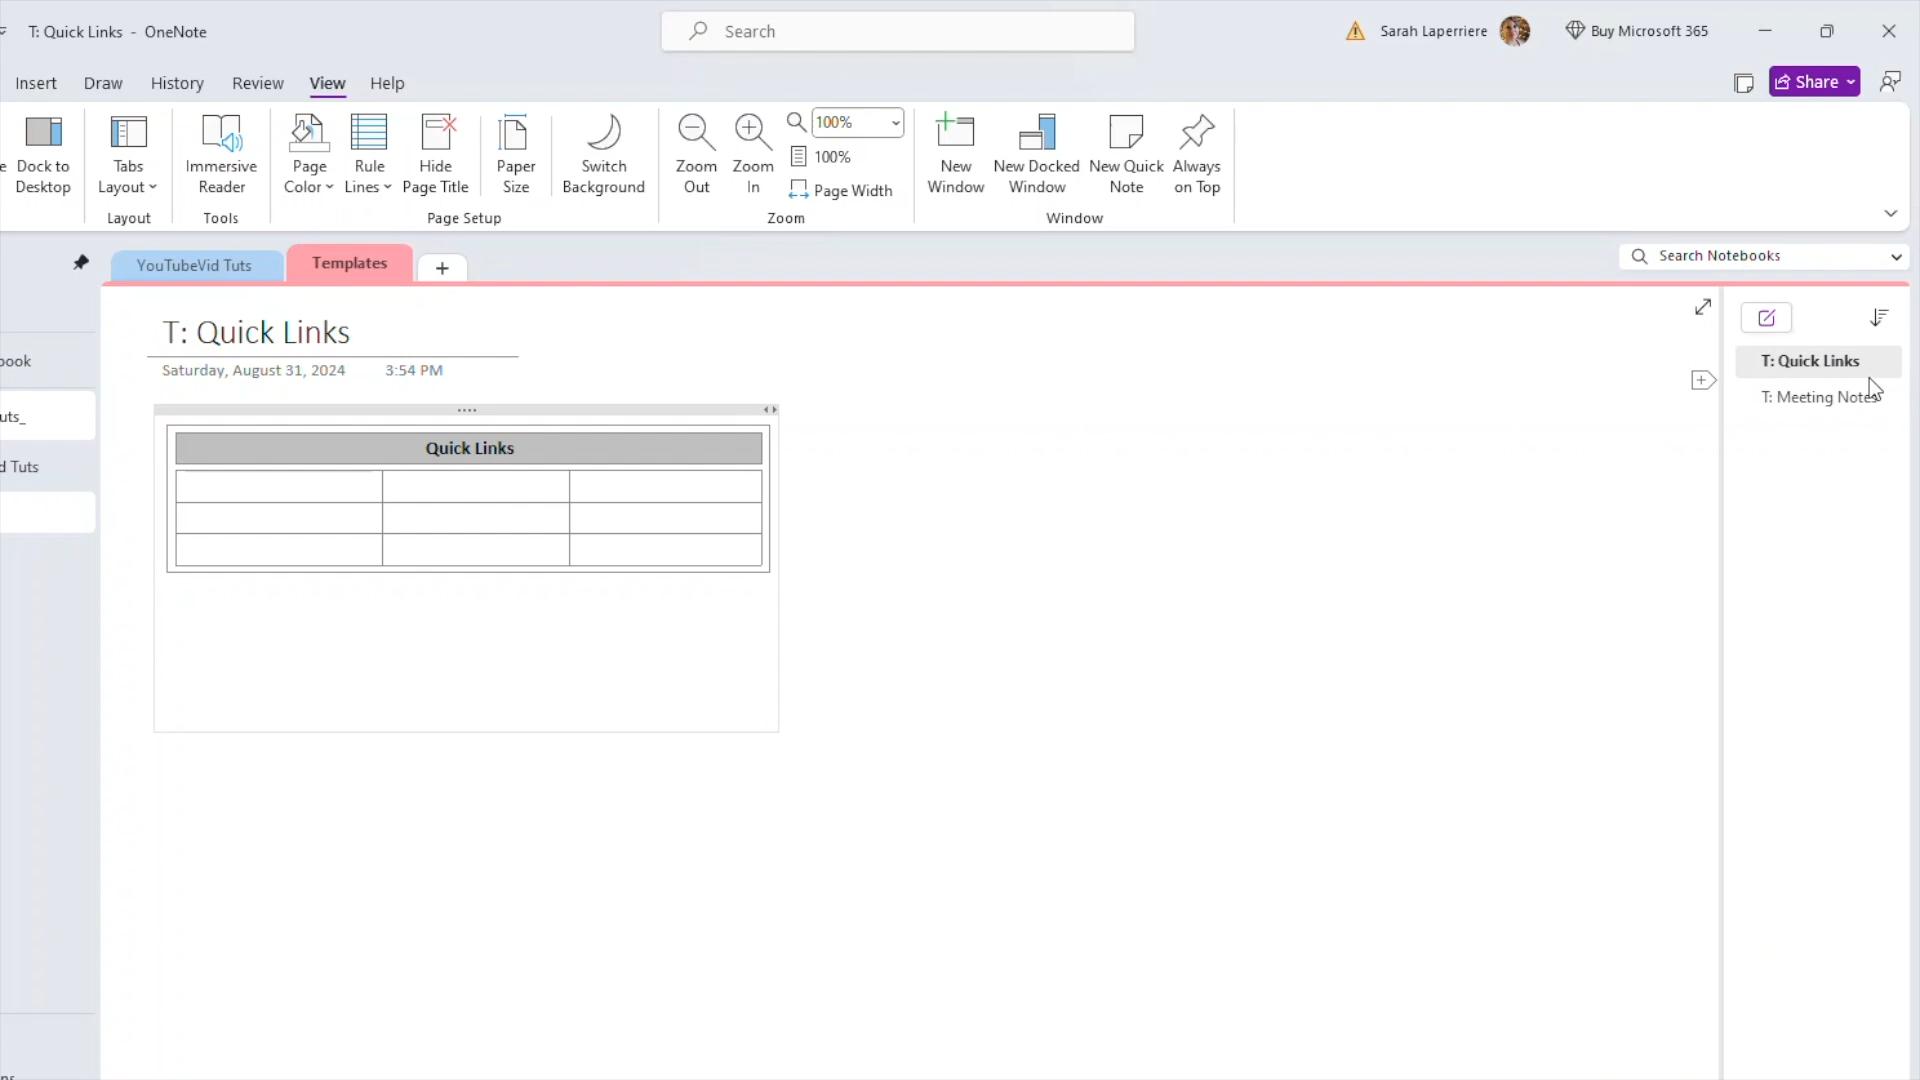 T: Quick Links - OneNote
Search
Sarah Laperriere
Buy Microsoft 365
Insert
Draw
History
Review
View
Help
Share
Dock to
Desktop
Tabs
Layout
Layout
Immersive
Reader
Tools
Page
Color
Rule
Lines
Hide
Page Title
Paper
Size
Switch
Background
Page Setup
Zoom
Out
Zoom
In
100%
100%
Page Width
Zoom
New
Window
New Docked
Window
New Quick
Note
Always
on Top
Window
YouTubeVid Tuts
Templates
Search Notebooks
T: Quick Links
Saturday, August 31, 2024 3:54 PM
Quick Links
T: Quick Links
T: Meeting Notes
ook
uts_
d Tuts